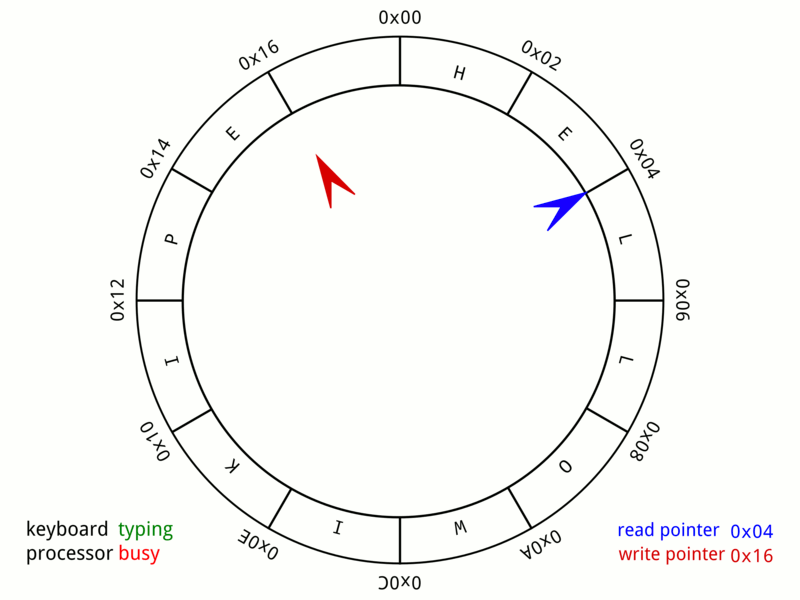 0x00
0x02
0x04
0x06
0x08
0x0A
0x0C
0x0E
0x10
0x12
0x14
0x16
H
E
L
L
O
W
I
K
I
P
E
keyboard typing
processor busy
read pointer 0x04
write pointer 0x16